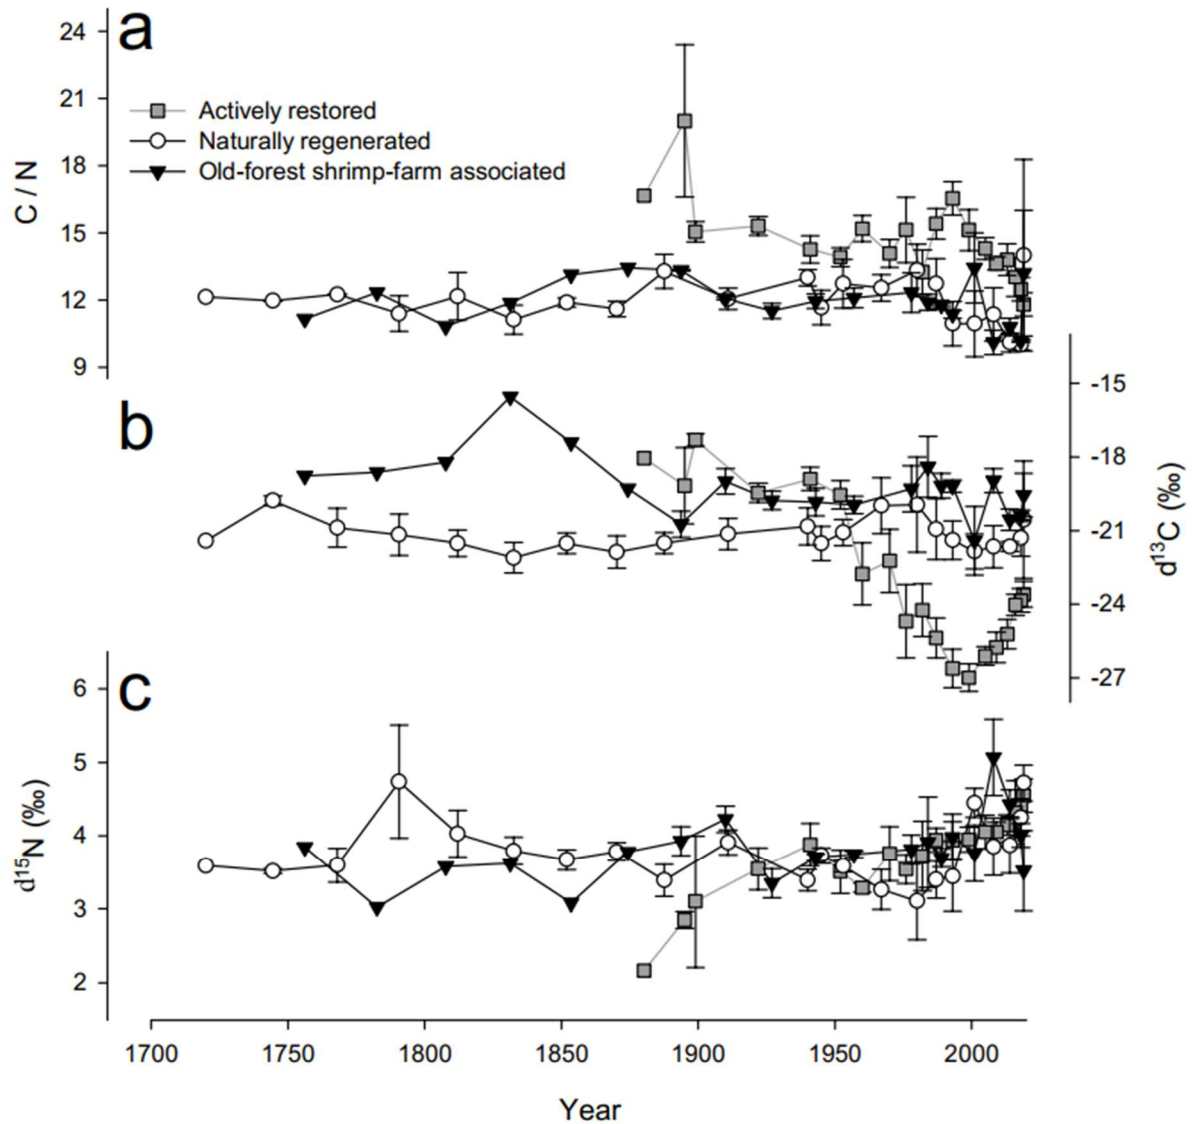 a
24
21
18
15
12
9
C / N
Actively restored
Naturally regenerated
Old-forest shrimp-farm associated
b
-15
-18
-21
-24
-27
d¹³C (‰)
c
6
5
4
3
2
d¹⁵N (‰)
1700 1750 1800 1850 1900 1950 2000
Year